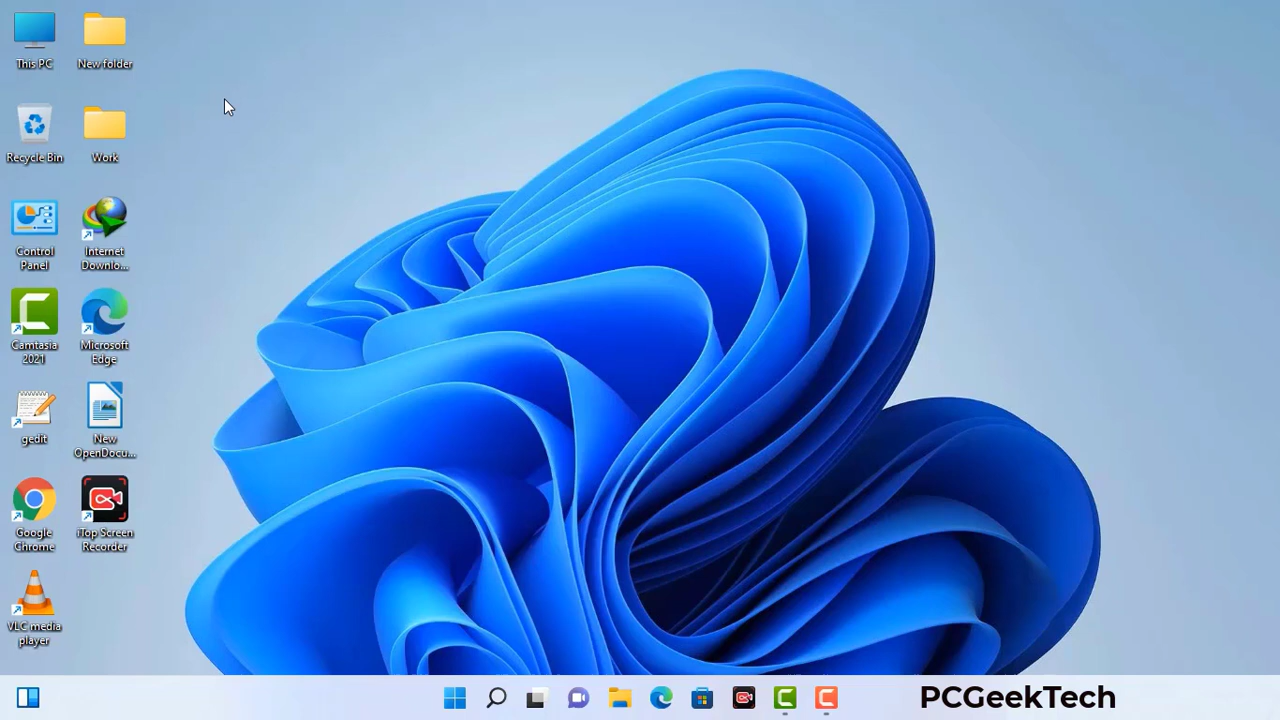 This PC
New folder
Recycle Bin
Work
Control
Panel
Internet
Downlo...
Camtasia
2021
Microsoft
Edge
gedit
New
OpenDocu...
Google
Chrome
iTop Screen
Recorder
VLC media
player
PCGeekTech